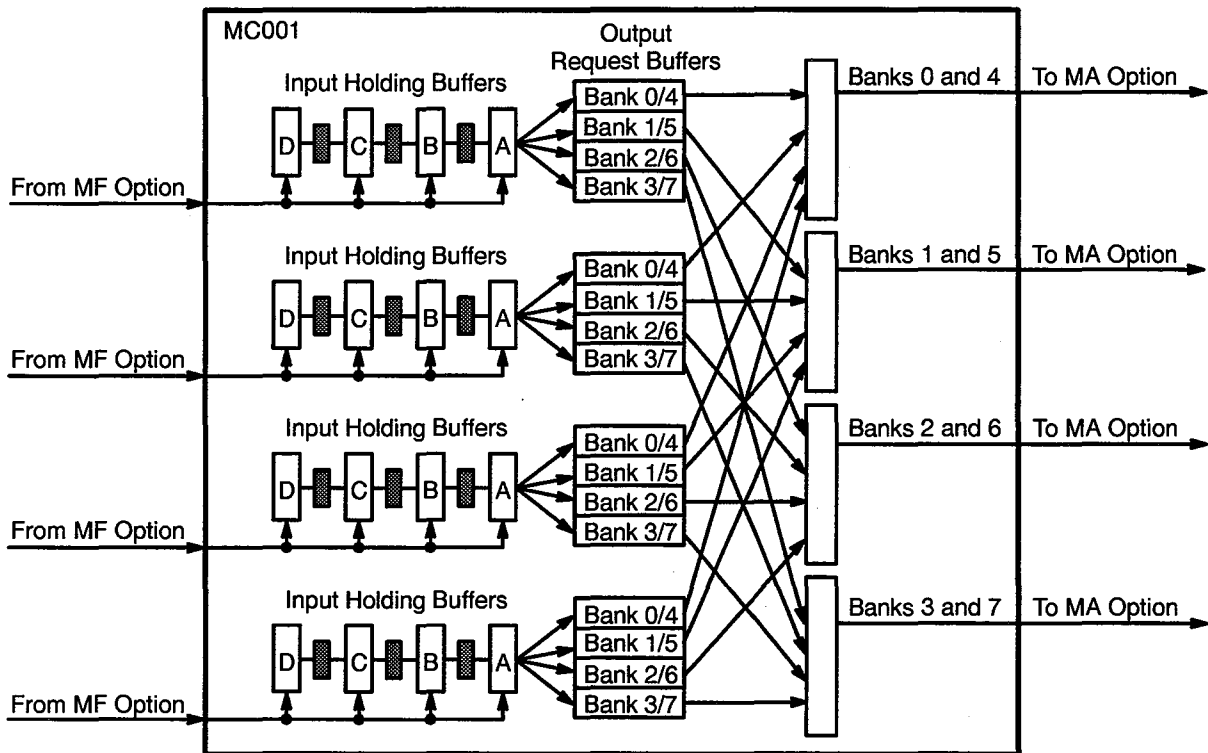 MC001
Output
Request Buffers
Input Holding Buffers
D C B A
Bank 0/4
Bank 1/5
Bank 2/6
Bank 3/7
From MF Option
Banks 0 and 4
To MA Option
Input Holding Buffers
D C B A
Bank 0/4
Bank 1/5
Bank 2/6
Bank 3/7
From MF Option
Banks 1 and 5
To MA Option
Input Holding Buffers
D C B A
Bank 0/4
Bank 1/5
Bank 2/6
Bank 3/7
From MF Option
Banks 2 and 6
To MA Option
Input Holding Buffers
D C B A
Bank 0/4
Bank 1/5
Bank 2/6
Bank 3/7
From MF Option
Banks 3 and 7
To MA Option